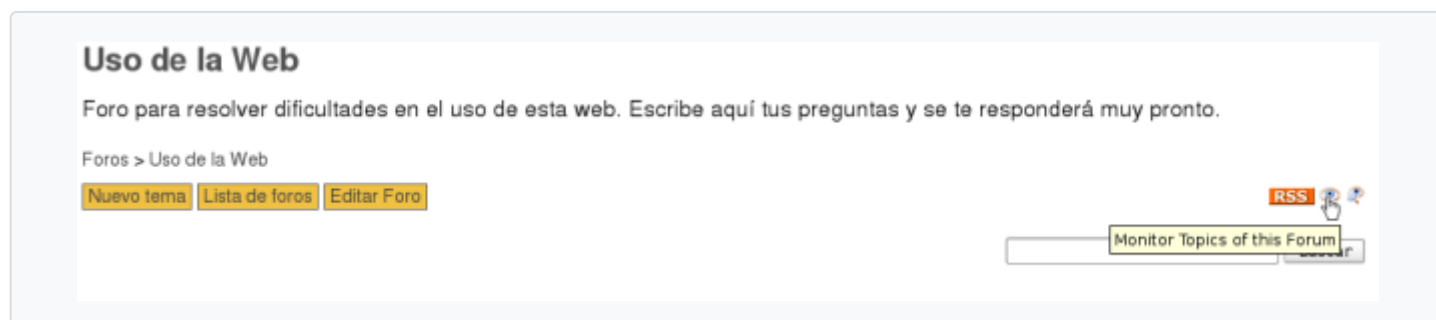 Uso de la Web
Foro para resolver dificultades en el uso de esta web. Escribe aquí tus preguntas y se te responderá muy pronto.
Foros > Uso de la Web
Nuevo tema Lista de foros Editar Foro RSS
Monitor Topics of this Forum